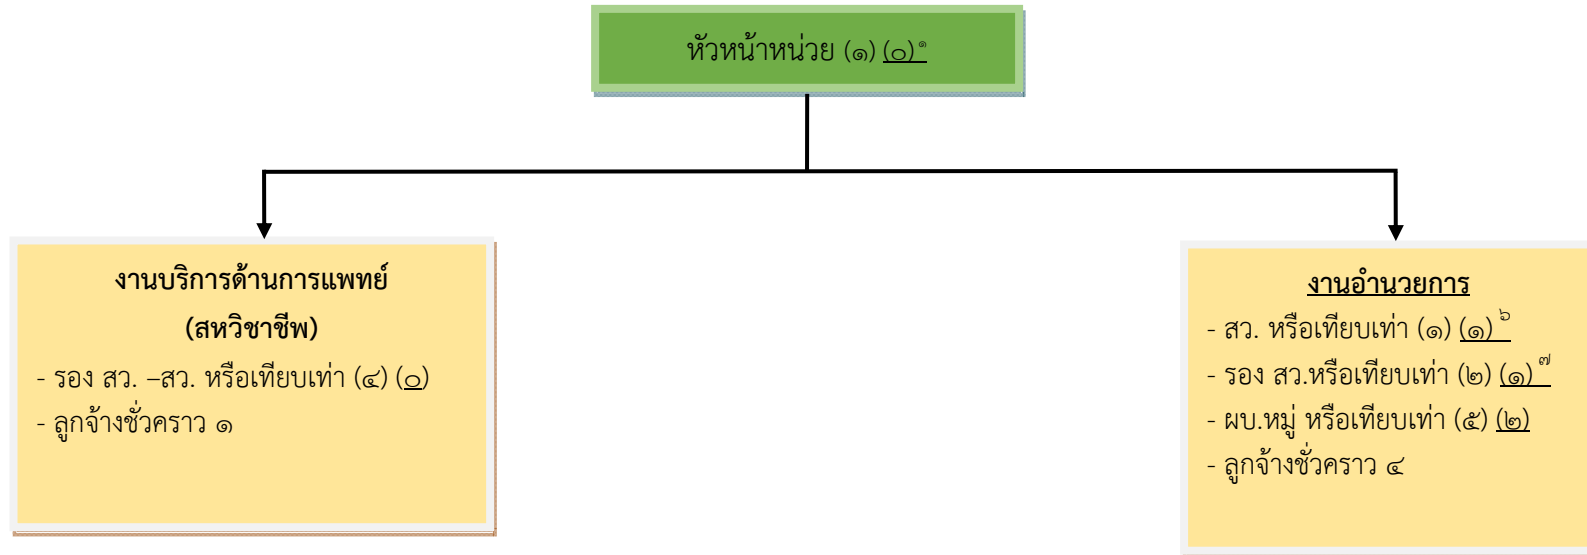 หัวหน้าหน่วย (๑) (๐)๑
งานบริการด้านการแพทย์
(สหวิชาชีพ)
- รอง สว. –สว. หรือเทียบเท่า (๔) (๐)
- ลูกจ้างชั่วคราว ๑
งานอำนวยการ
- สว. หรือเทียบเท่า (๑) (๑)๖
- รอง สว.หรือเทียบเท่า (๒) (๑)๗
- ผบ.หมู่ หรือเทียบเท่า (๕) (๒)
- ลูกจ้างชั่วคราว ๔